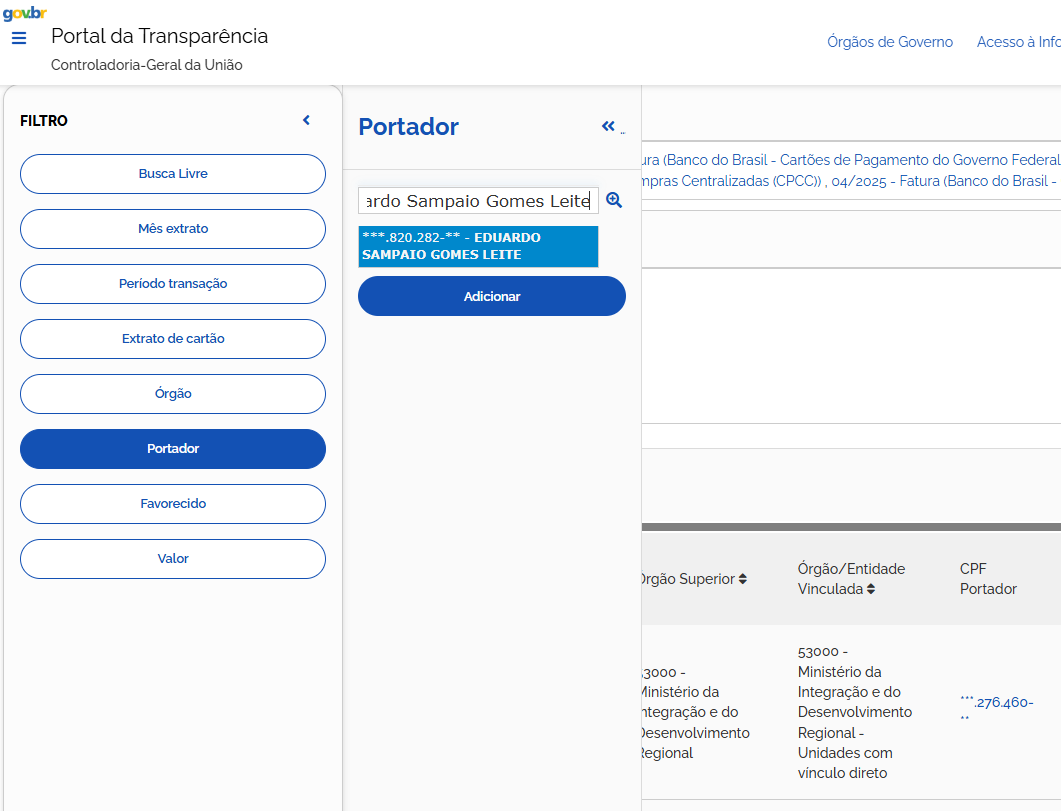 gov.br
Portal da Transparência
Controladoria-Geral da União
Órgãos de Governo
Acesso à Info
FILTRO
Busca Livre
Mês extrato
Período transação
Extrato de cartão
Órgão
Portador
Favorecido
Valor
Portador
...
ardo Sampaio Gomes Leite
***.820.282-** - EDUARDO
SAMPAIO GOMES LEITE
Adicionar
ura (Banco do Brasil - Cartões de Pagamento do Governo Federal
mpras Centralizadas (CPCC)) , 04/2025 - Fatura (Banco do Brasil -
Órgão Superior
Órgão/Entidade
Vinculada
CPF
Portador
53000 -
Ministério da
Integração e do
Desenvolvimento
Regional
53000 -
Ministério da
Integração e do
Desenvolvimento
Regional -
Unidades com
vínculo direto
***.276.460-
**